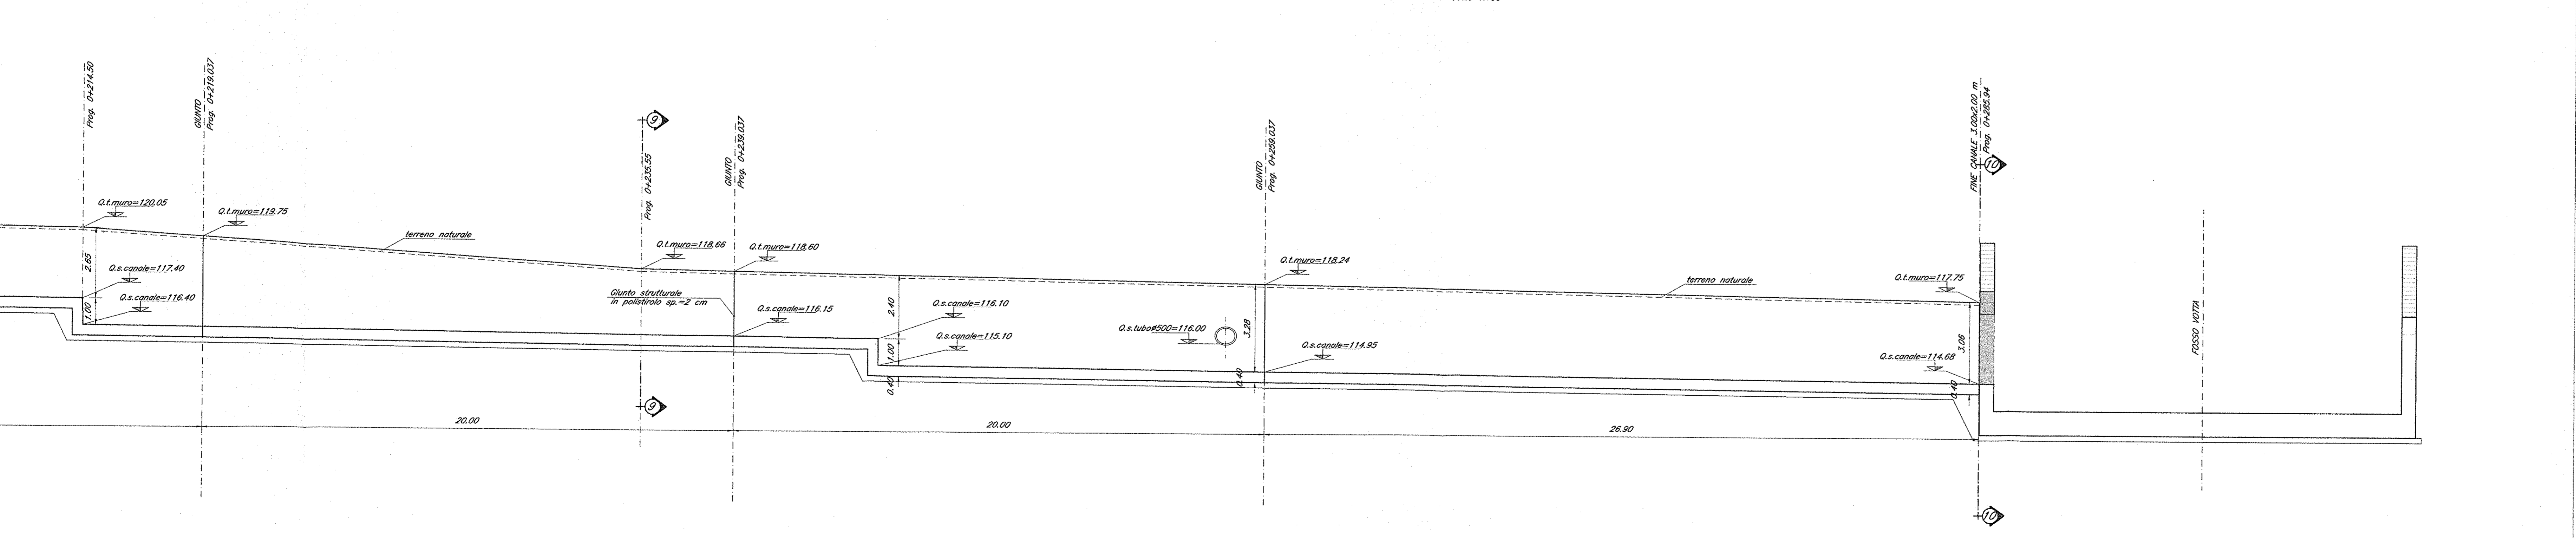 Prog. 0+214.50
GIUNTO
Prog. 0+219.037
9
Prog. 0+235.55
GIUNTO
Prog. 0+239.037
GIUNTO
Prog. 0+259.037
FINE CANALE 3.00x2.00 m
Prog. 0+285.94
10
Q.t.muro=120.05
Q.t.muro=119.75
terreno naturale
Q.t.muro=118.66
Q.t.muro=118.60
Q.t.muro=118.24
terreno naturale
Q.t.muro=117.75
2.65
Q.s.canale=117.40
Q.s.canale=116.40
1.00
Giunto strutturale
in polistirolo sp.=2 cm
Q.s.canale=116.15
2.40
Q.s.canale=116.10
Q.s.canale=115.10
1.00
0.40
Q.s.tubo⌀500=116.00
3.28
Q.s.canale=114.95
0.40
3.06
Q.s.canale=114.68
0.40
FOSSO VOTA
9
20.00
20.00
26.90
10